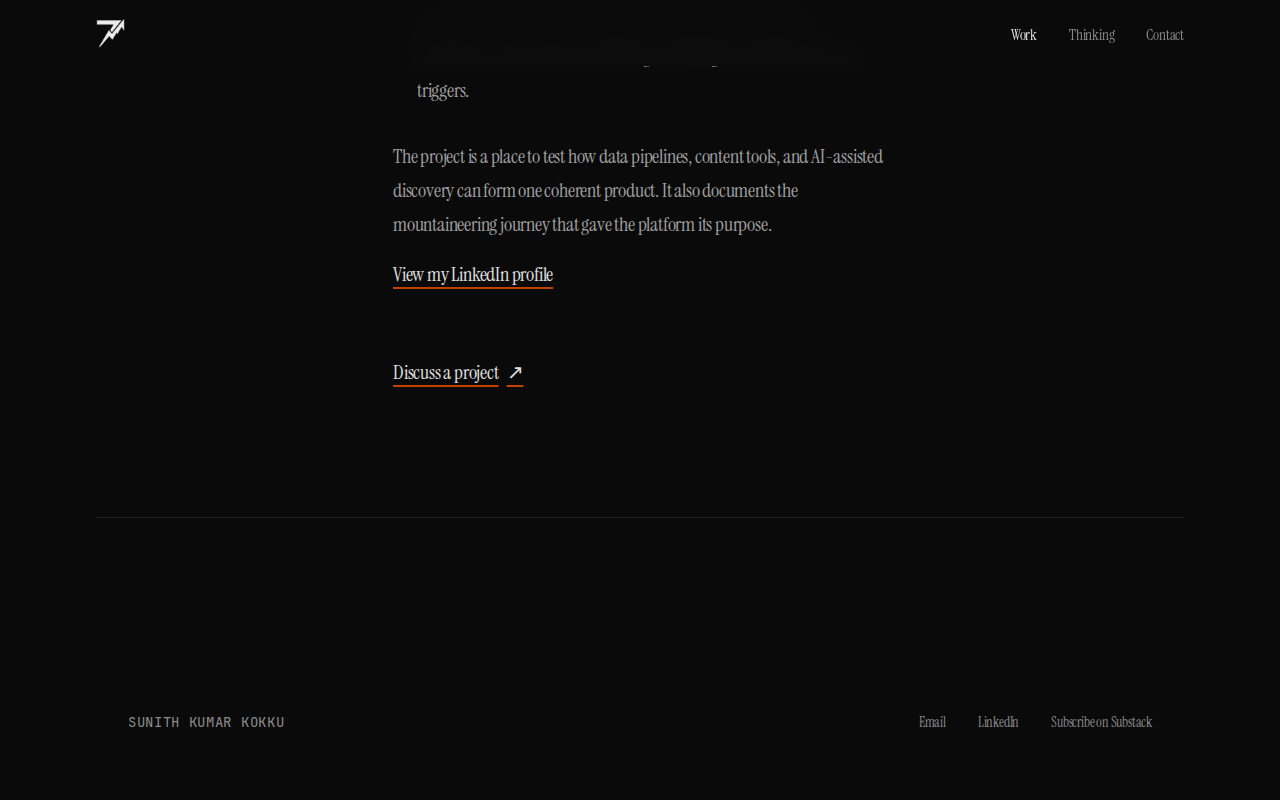 Work
Thinking
Contact
triggers.
The project is a place to test how data pipelines, content tools, and AI-assisted
discovery can form one coherent product. It also documents the
mountaineering journey that gave the platform its purpose.
View my LinkedIn profile
Discuss a project ↗
SUNITH KUMAR KOKKU
Email
LinkedIn
Subscribe on Substack